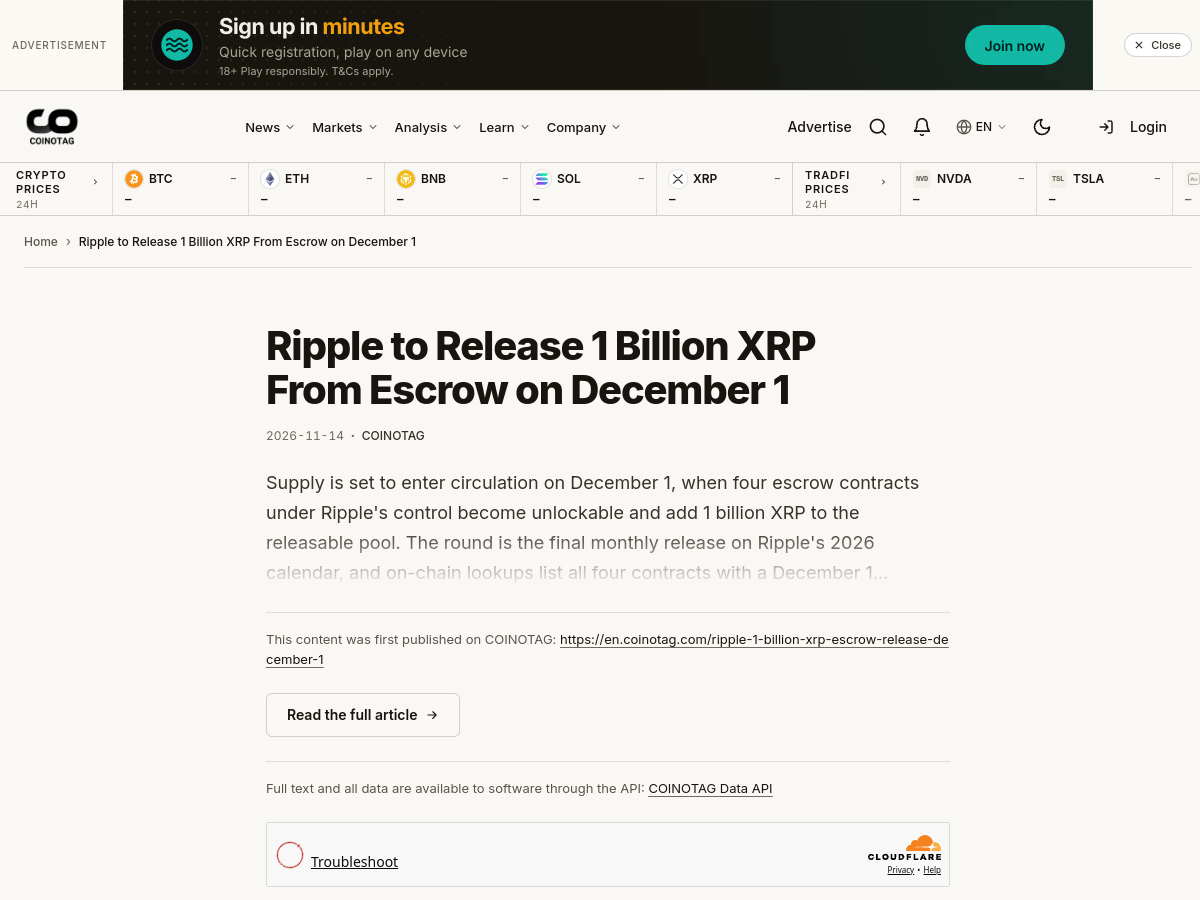 ADVERTISEMENT
Sign up in minutes
Quick registration, play on any device
18+ Play responsibly. T&Cs apply.
Join now
Close
CO
COINOTAG
News
Markets
Analysis
Learn
Company
Advertise
EN
Login
CRYPTO PRICES
24H
BTC –
–
ETH –
–
BNB –
–
SOL –
–
XRP –
–
TRADFI PRICES
24H
NVD NVDA –
–
TSL TSLA –
–
Au
–
Home › Ripple to Release 1 Billion XRP From Escrow on December 1
Ripple to Release 1 Billion XRP
From Escrow on December 1
2026-11-14 • COINOTAG
Supply is set to enter circulation on December 1, when four escrow contracts
under Ripple's control become unlockable and add 1 billion XRP to the
releasable pool. The round is the final monthly release on Ripple's 2026
calendar, and on-chain lookups list all four contracts with a December 1...
This content was first published on COINOTAG: https://en.coinotag.com/ripple-1-billion-xrp-escrow-release-de
cember-1
Read the full article →
Full text and all data are available to software through the API: COINOTAG Data API
Troubleshoot
CLOUDFLARE
Privacy • Help